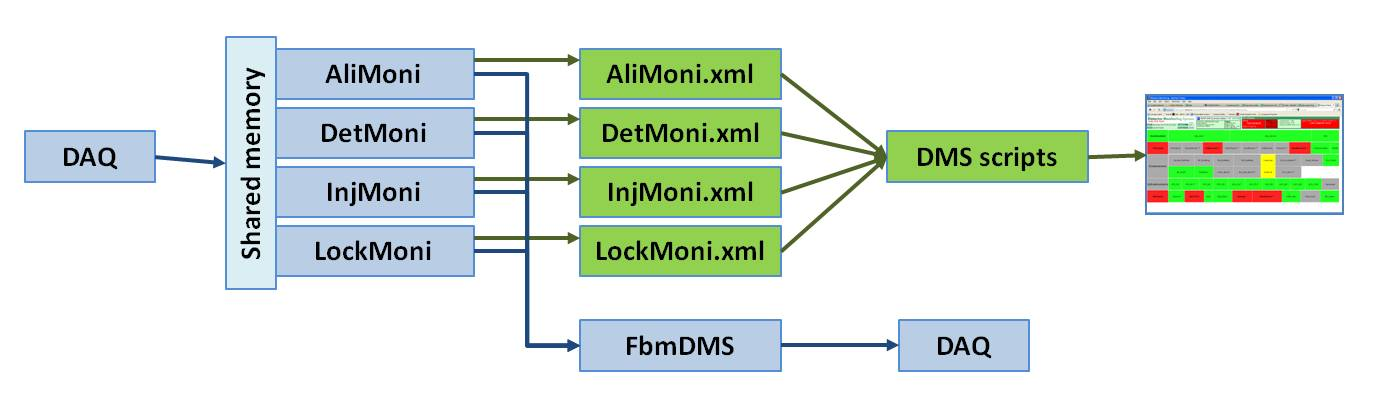 DAQ
Shared memory
AliMoni
DetMoni
InjMoni
LockMoni
AliMoni.xml
DetMoni.xml
InjMoni.xml
LockMoni.xml
DMS scripts
FbmDMS
DAQ